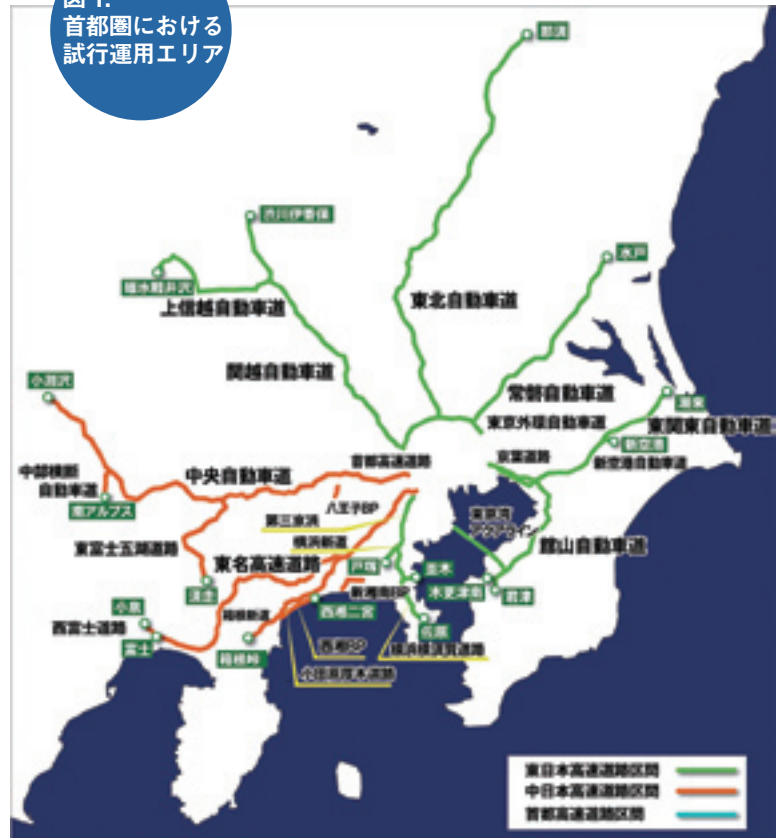 図1.
首都圏における
試行運用エリア
那須
渋川伊香保
水戸
碓氷軽井沢
上信越自動車道
東北自動車道
関越自動車道
小淵沢
常磐自動車道
潮来
東京外環自動車道
東関東自動車道
新空港
首都高速道路
京葉道路
新空港自動車道
中央自動車道
中部横断
自動車道
南アルプス
八王子BP
第三京浜
東京湾
アクアライン
横浜新道
東富士五湖道路
東名高速道路
館山自動車道
戸塚
並木
須走
木更津南
君津
新湘南BP
小泉
箱根新道
西湘二宮
西富士道路
佐原
富士
箱根峠
西湘BP
横浜横須賀道路
小田原厚木道路
東日本高速道路区間
中日本高速道路区間
首都高速道路区間